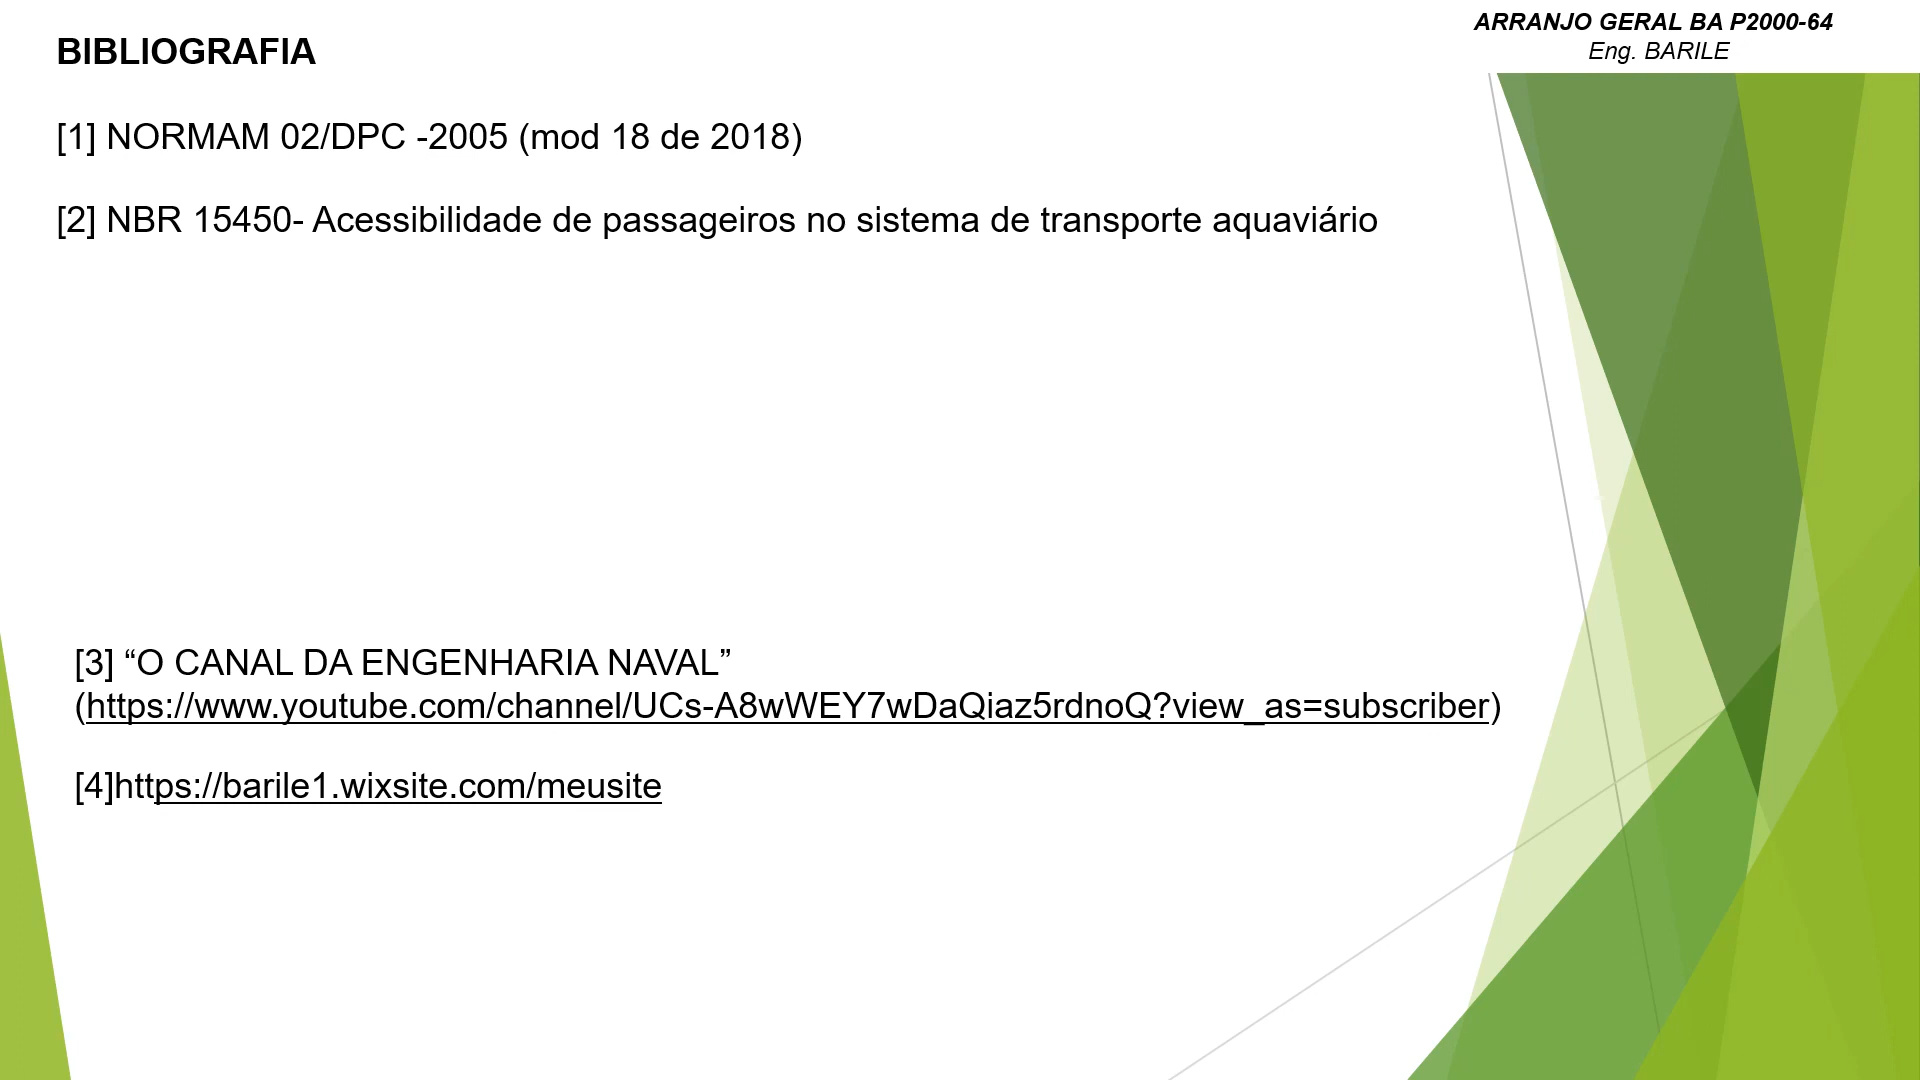 ARRANJO GERAL BA P2000-64
Eng. BARILE
BIBLIOGRAFIA
[1] NORMAM 02/DPC -2005 (mod 18 de 2018)
[2] NBR 15450- Acessibilidade de passageiros no sistema de transporte aquaviário
[3] “O CANAL DA ENGENHARIA NAVAL”
(https://www.youtube.com/channel/UCs-A8wWEY7wDaQiaz5rdnoQ?view_as=subscriber)
[4]https://barile1.wixsite.com/meusite